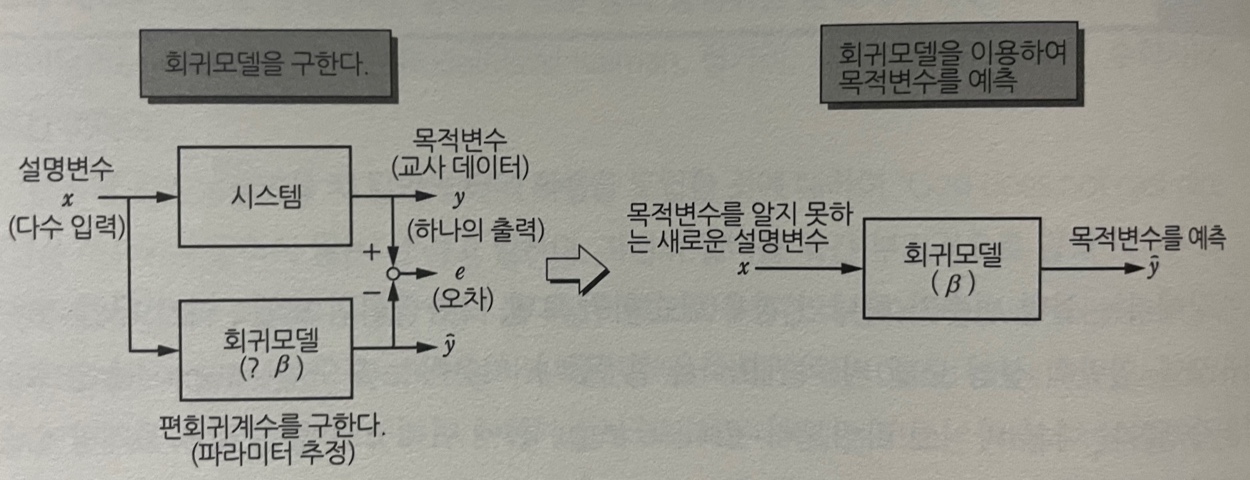 회귀모델을 구한다.
설명변수
x
(다수 입력)
시스템
목적변수
(교사 데이터)
y
(하나의 출력)
+
e
(오차)
−
회귀모델
(? β)
ŷ
편회귀계수를 구한다.
(파라미터 추정)
회귀모델을 이용하여
목적변수를 예측
목적변수를 알지 못하
는 새로운 설명변수
x
회귀모델
(β)
목적변수를 예측
ŷ